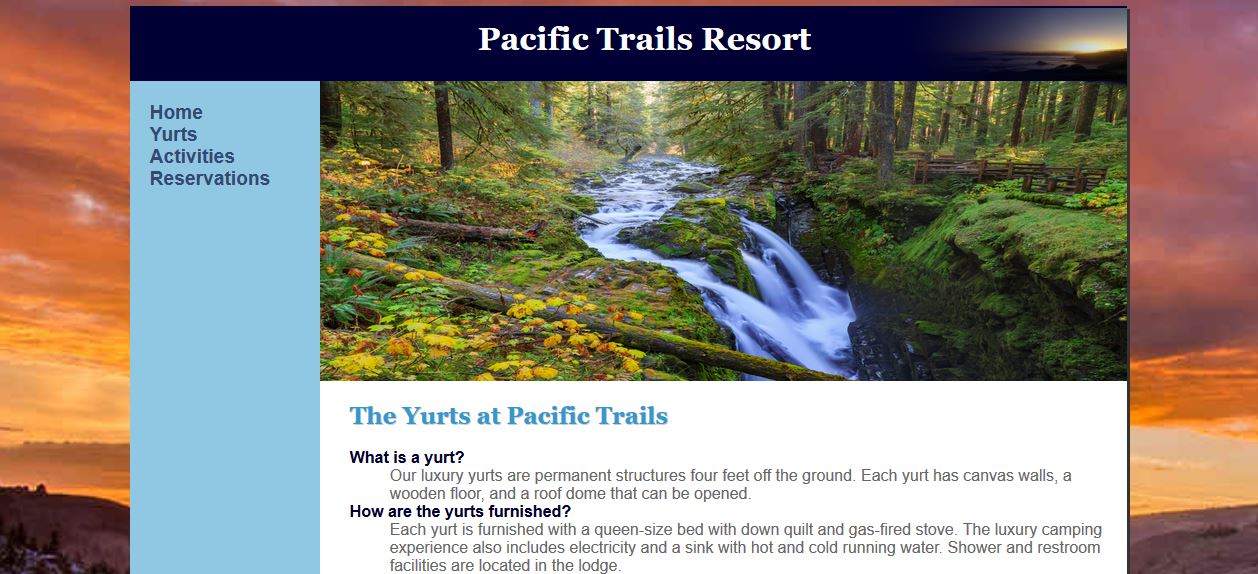 Pacific Trails Resort
Home
Yurts
Activities
Reservations
The Yurts at Pacific Trails
What is a yurt?
Our luxury yurts are permanent structures four feet off the ground. Each yurt has canvas walls, a
wooden floor, and a roof dome that can be opened.
How are the yurts furnished?
Each yurt is furnished with a queen-size bed with down quilt and gas-fired stove. The luxury camping
experience also includes electricity and a sink with hot and cold running water. Shower and restroom
facilities are located in the lodge.